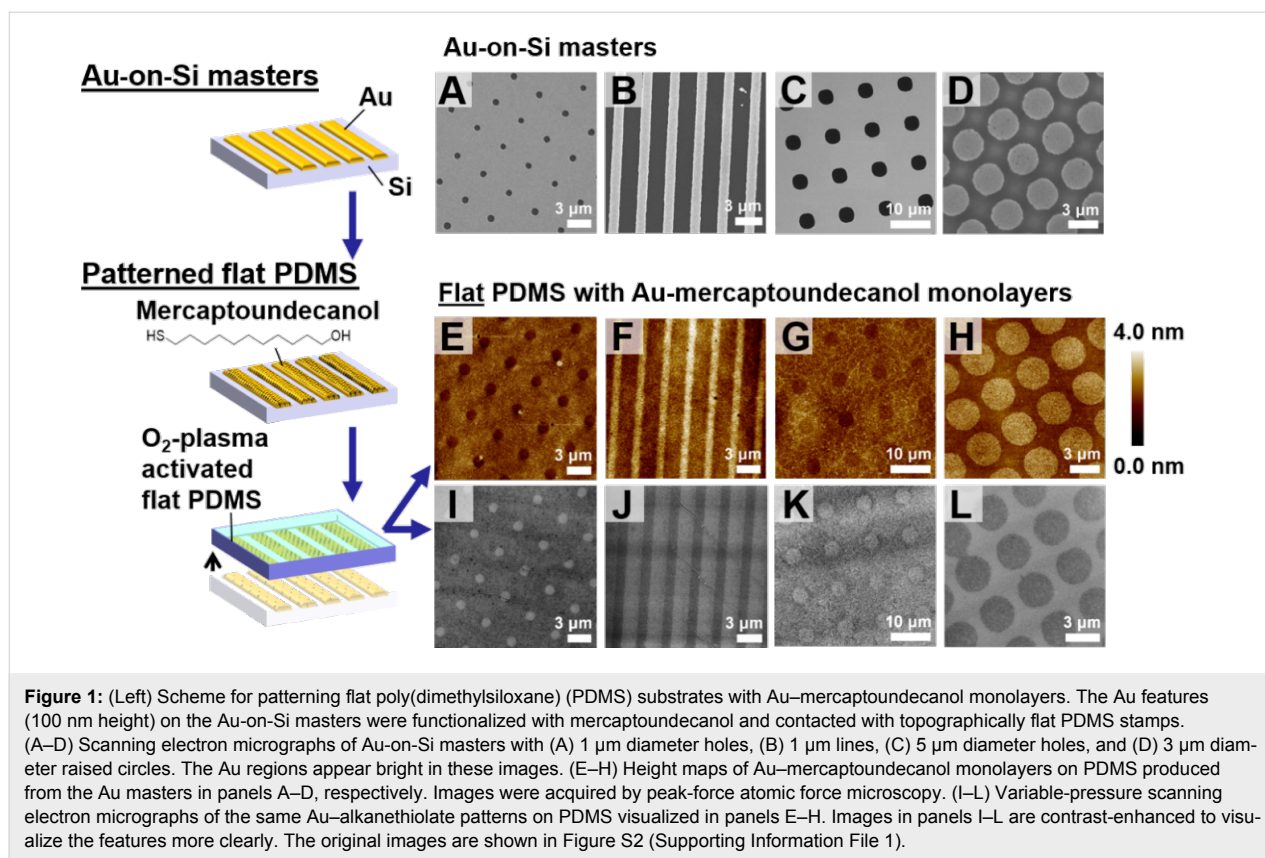 Au-on-Si masters
Au-on-Si masters
Au
Si
A
B
C
D
3 µm
3 µm
10 µm
3 µm
Patterned flat PDMS
Mercaptoundecanol
HS
OH
Flat PDMS with Au-mercaptoundecanol monolayers
E
F
G
H
3 µm
3 µm
10 µm
3 µm
4.0 nm
0.0 nm
O₂-plasma
activated
flat PDMS
I
J
K
L
3 µm
3 µm
10 µm
3 µm
Figure 1: (Left) Scheme for patterning flat poly(dimethylsiloxane) (PDMS) substrates with Au–mercaptoundecanol monolayers. The Au features
(100 nm height) on the Au-on-Si masters were functionalized with mercaptoundecanol and contacted with topographically flat PDMS stamps.
(A–D) Scanning electron micrographs of Au-on-Si masters with (A) 1 µm diameter holes, (B) 1 µm lines, (C) 5 µm diameter holes, and (D) 3 µm diam-
eter raised circles. The Au regions appear bright in these images. (E–H) Height maps of Au–mercaptoundecanol monolayers on PDMS produced
from the Au masters in panels A–D, respectively. Images were acquired by peak-force atomic force microscopy. (I–L) Variable-pressure scanning
electron micrographs of the same Au–alkanethiolate patterns on PDMS visualized in panels E–H. Images in panels I–L are contrast-enhanced to visu-
alize the features more clearly. The original images are shown in Figure S2 (Supporting Information File 1).